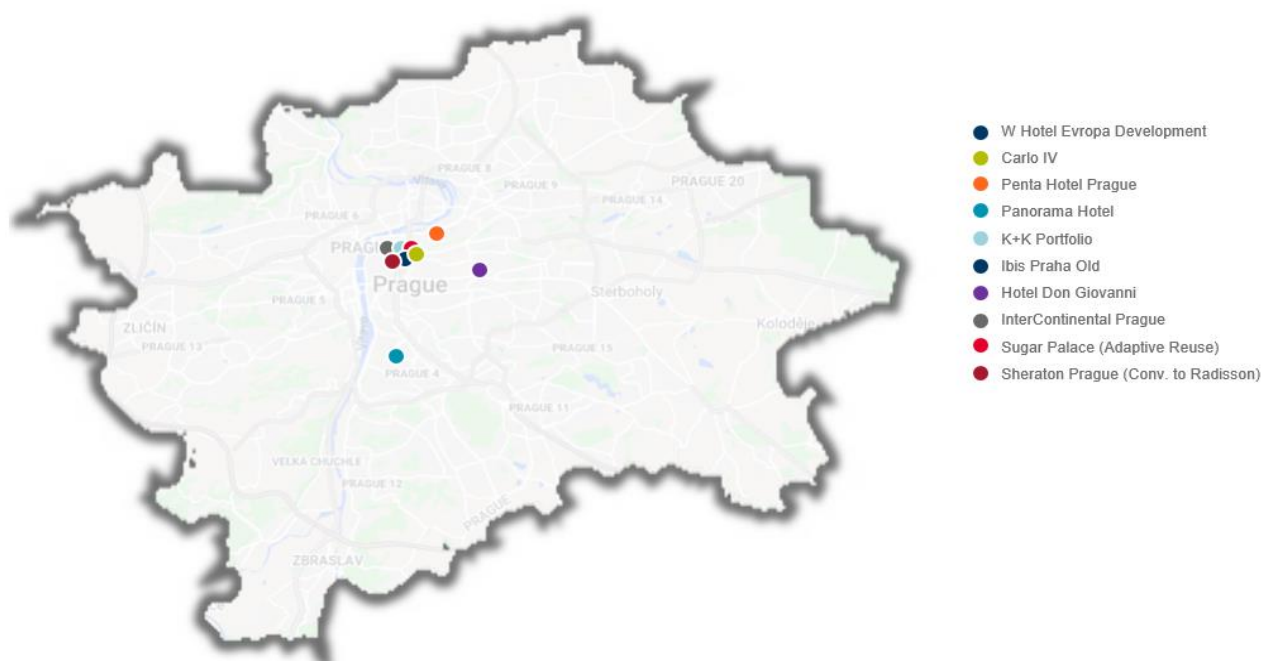 PRAGUE 8
Vltava
PRAGUE 9
PRAGUE 20
PRAGUE 14
PRAGUE 6
Prague
PRAGUE 5
Sterboholy
Koloděje
ZLIČÍN
PRAGUE 13
PRAGUE 15
PRAGUE 4
PRAGUE 11
VELKA CHUCHLE
PRAGUE 12
PRAGUE
ZBRASLAV
W Hotel Evropa Development
Carlo IV
Penta Hotel Prague
Panorama Hotel
K+K Portfolio
Ibis Praha Old
Hotel Don Giovanni
InterContinental Prague
Sugar Palace (Adaptive Reuse)
Sheraton Prague (Conv. to Radisson)